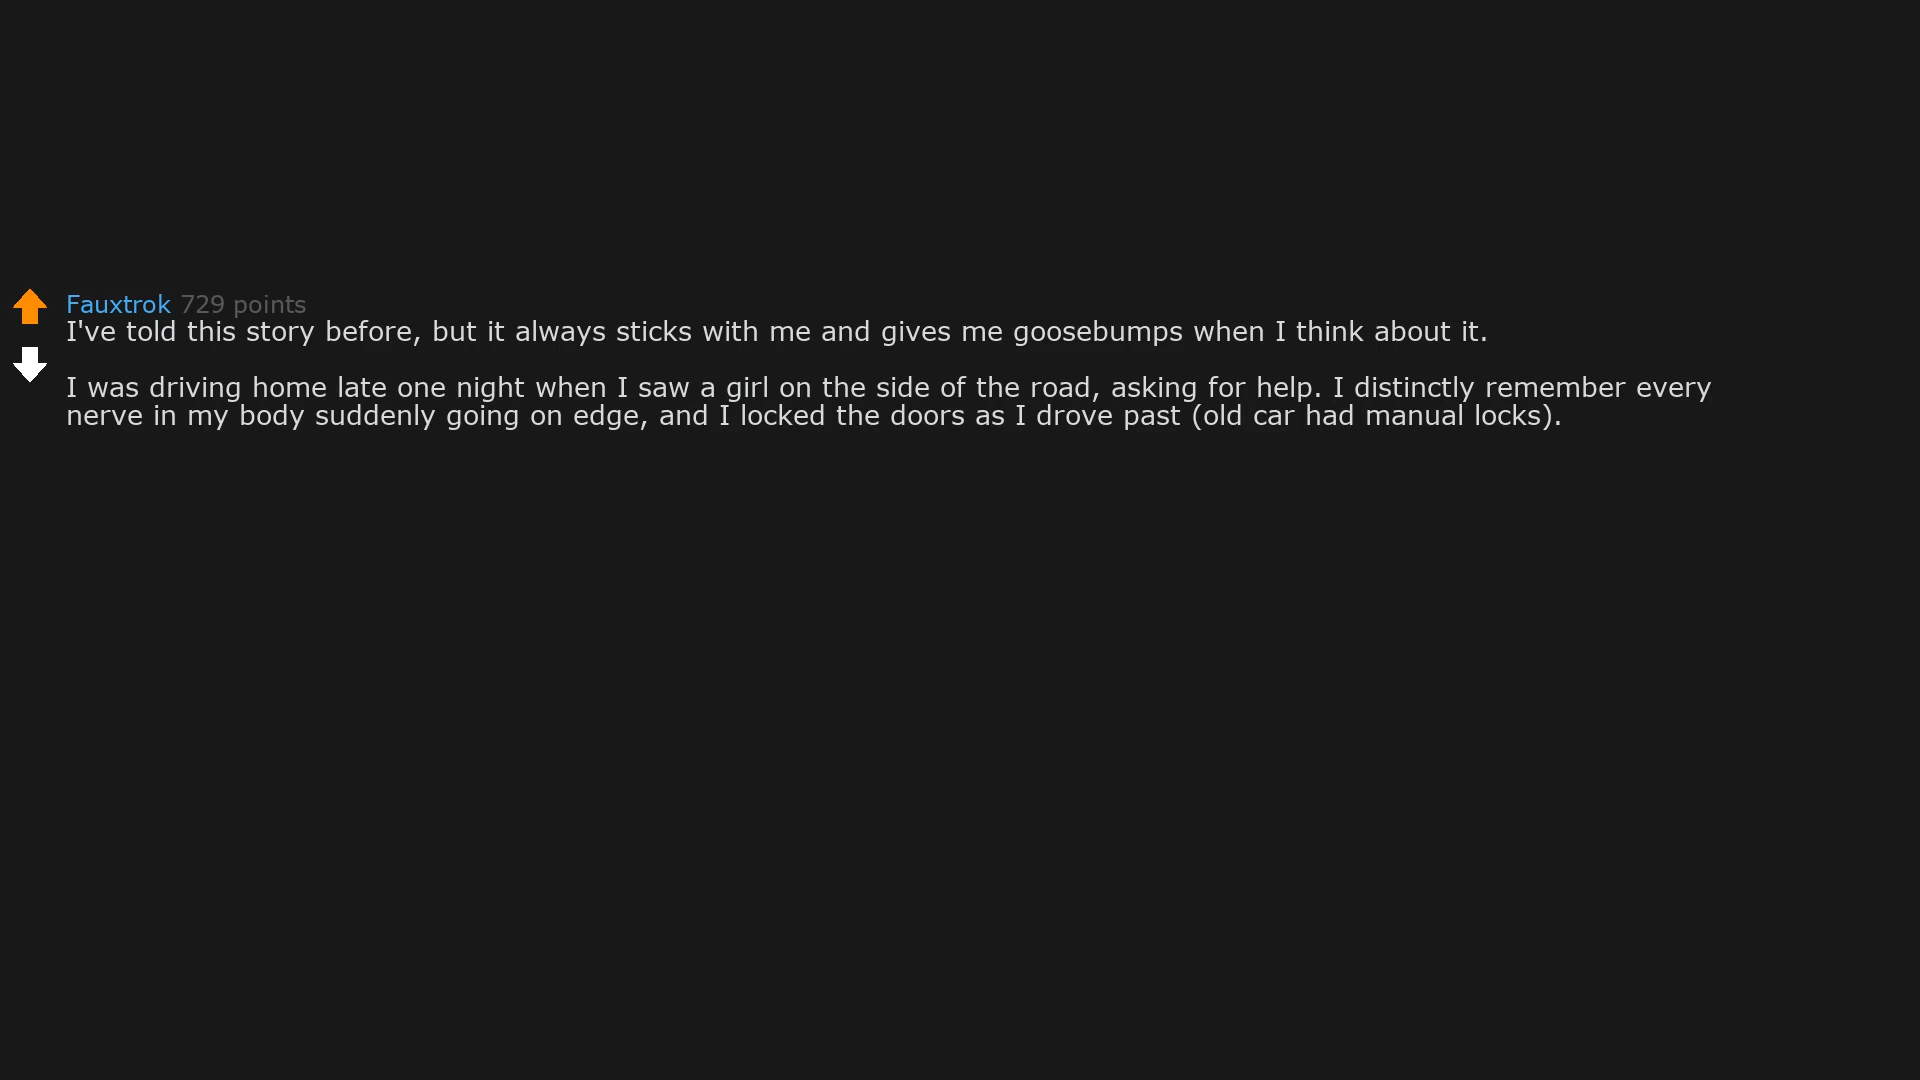 Fauxtrok 729 points
I've told this story before, but it always sticks with me and gives me goosebumps when I think about it.
I was driving home late one night when I saw a girl on the side of the road, asking for help. I distinctly remember every
nerve in my body suddenly going on edge, and I locked the doors as I drove past (old car had manual locks).